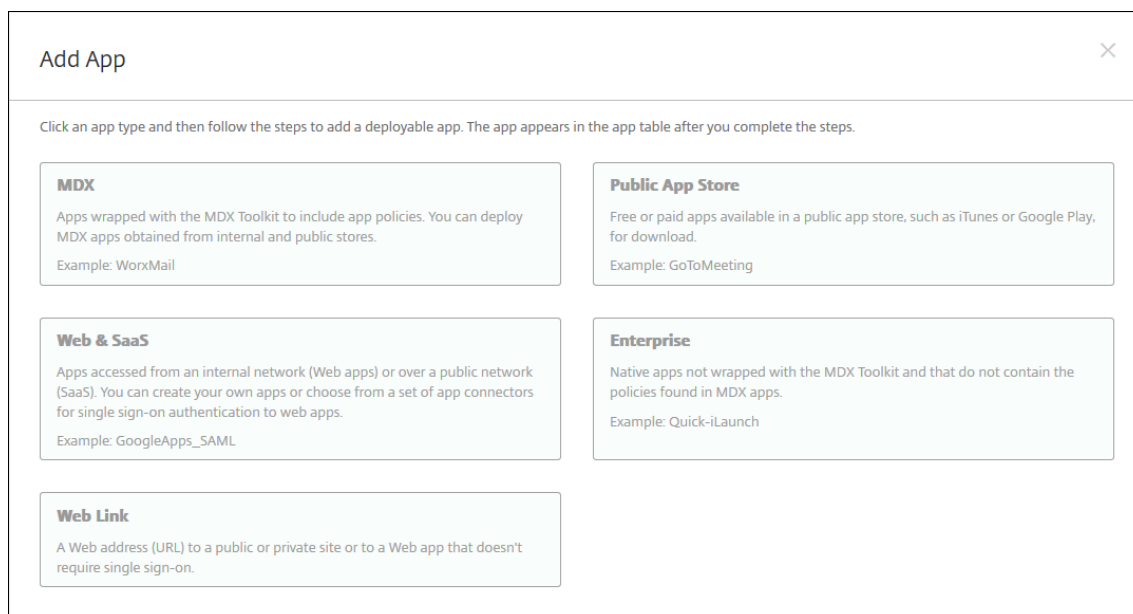 Add App
Click an app type and then follow the steps to add a deployable app. The app appears in the app table after you complete the steps.
MDX
Apps wrapped with the MDX Toolkit to include app policies. You can deploy
MDX apps obtained from internal and public stores.
Example: WorxMail
Public App Store
Free or paid apps available in a public app store, such as iTunes or Google Play,
for download.
Example: GoToMeeting
Web & SaaS
Apps accessed from an internal network (Web apps) or over a public network
(SaaS). You can create your own apps or choose from a set of app connectors
for single sign-on authentication to web apps.
Example: GoogleApps_SAML
Enterprise
Native apps not wrapped with the MDX Toolkit and that do not contain the
policies found in MDX apps.
Example: Quick-iLaunch
Web Link
A Web address (URL) to a public or private site or to a Web app that doesn't
require single sign-on.